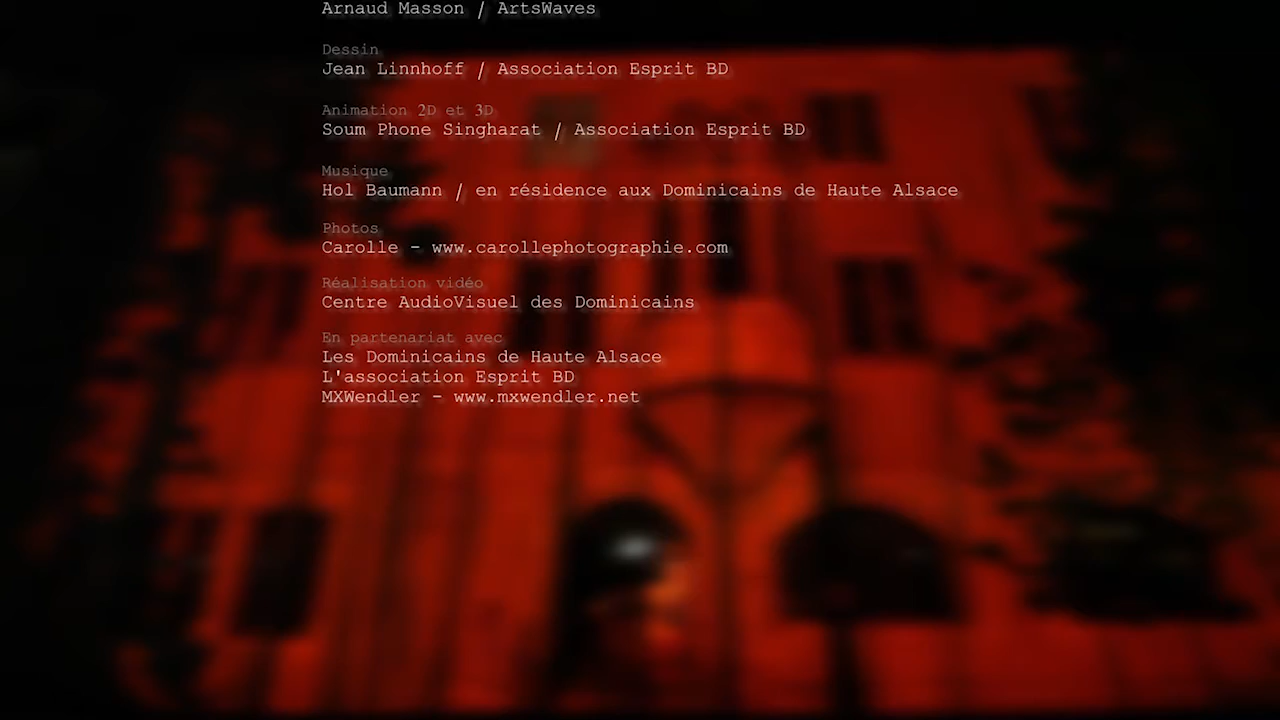 Arnaud Masson / ArtsWaves
Dessin
Jean Linnhoff / Association Esprit BD
Animation 2D et 3D
Soum Phone Singharat / Association Esprit BD
Musique
Hol Baumann / en résidence aux Dominicains de Haute Alsace
Photos
Carolle - www.carollephotographie.com
Réalisation vidéo
Centre AudioVisuel des Dominicains
En partenariat avec
Les Dominicains de Haute Alsace
L'association Esprit BD
MXWendler - www.mxwendler.net